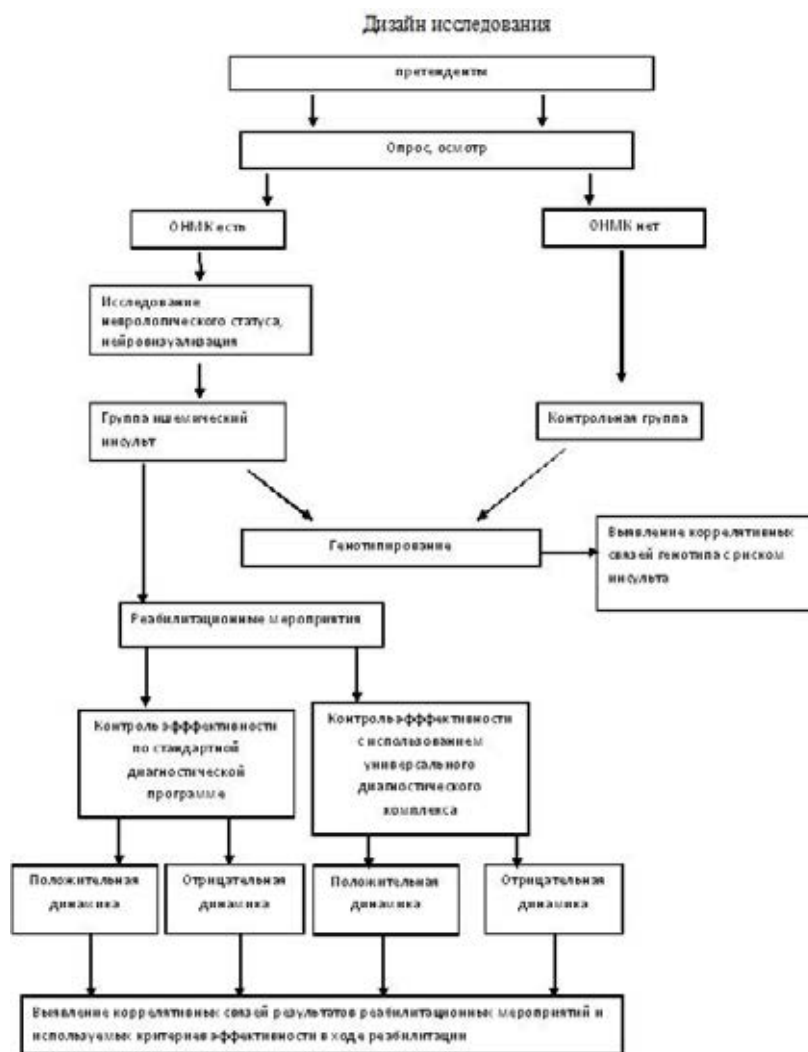 Дизайн исследования
претенденты
Опрос, осмотр
ОНМК есть
ОНМК нет
Исследование
неврологического статуса,
нейровизуализация
Группа ишемический
инсульт
Контрольная группа
Генотипирование
Выявление коррелятивных
связей генотипа с риском
инсульта
Реабилитационные мероприятия
Контроль эффективности
по стандартной
диагностической
программе
Контроль эффективности
с использованием
универсального
диагностического
комплекса
Положительная
динамика
Отрицательная
динамика
Положительная
динамика
Отрицательная
динамика
Выявление коррелятивных связей результатов реабилитационных мероприятий и
используемых критериев эффективности в ходе реабилитации